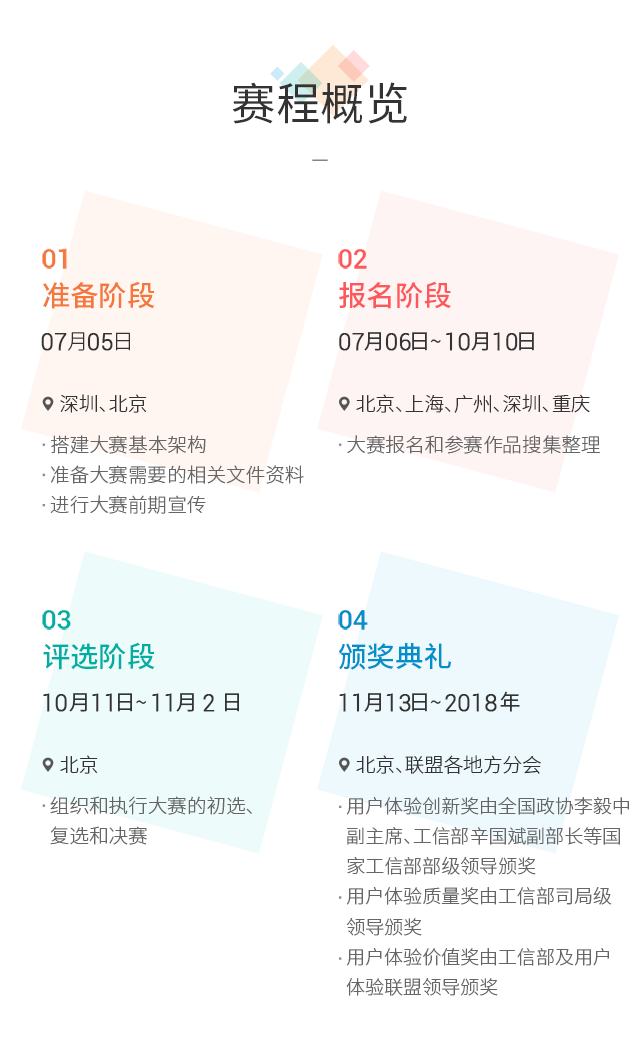 赛程概览
01
准备阶段
07月05日
深圳、北京
· 搭建大赛基本架构
· 准备大赛需要的相关文件资料
· 进行大赛前期宣传
02
报名阶段
07月06日~10月10日
北京、上海、广州、深圳、重庆
· 大赛报名和参赛作品搜集整理
03
评选阶段
10月11日~11月 2 日
北京
· 组织和执行大赛的初选、
复选和决赛
04
颁奖典礼
11月13日~2018年
北京、联盟各地方分会
· 用户体验创新奖由全国政协李毅中
副主席、工信部辛国斌副部长等国
家工信部部级领导颁奖
· 用户体验质量奖由工信部司局级
领导颁奖
· 用户体验价值奖由工信部及用户
体验联盟领导颁奖